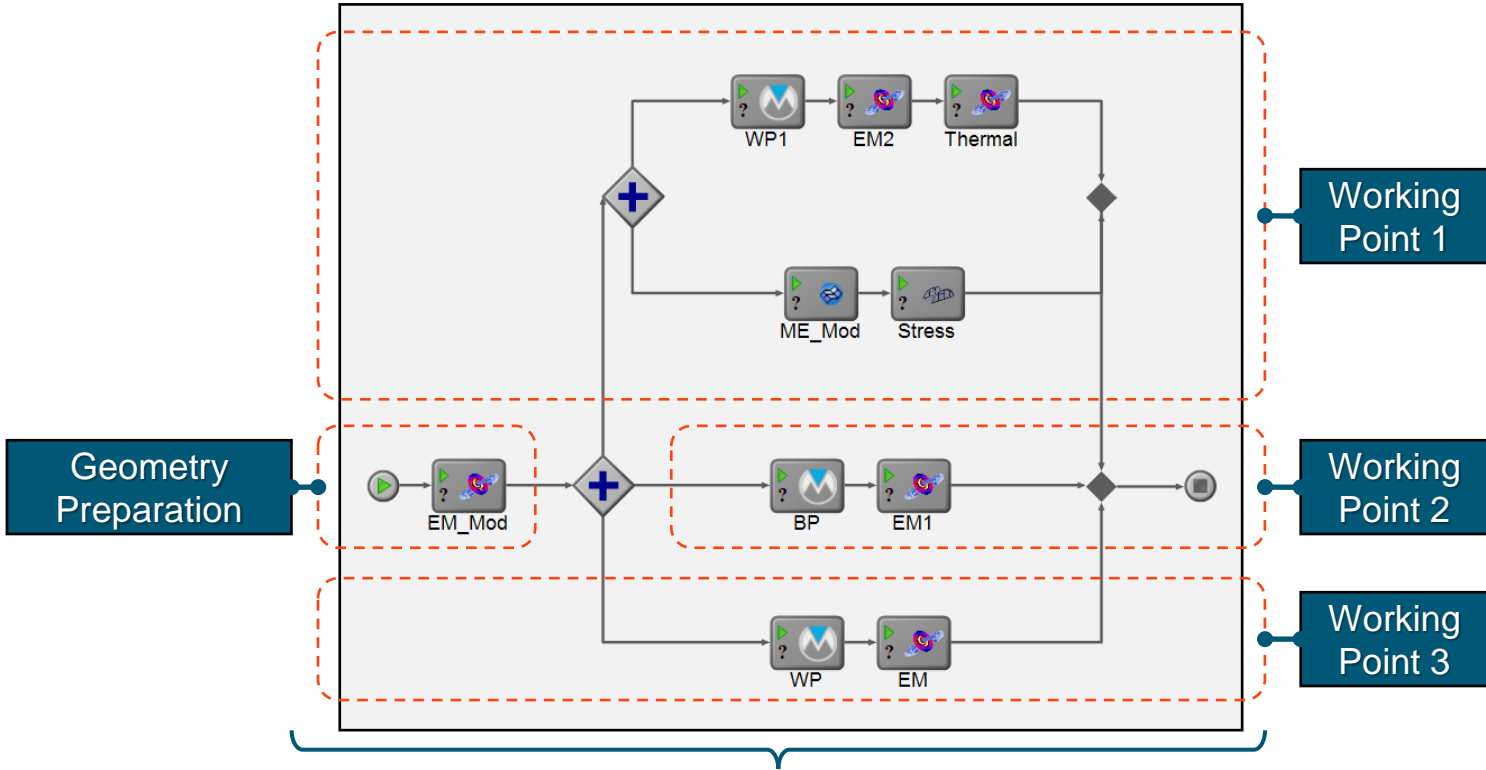 WP1
EM2
Thermal
Working
Point 1
ME_Mod
Stress
Geometry
Preparation
EM_Mod
BP
EM1
Working
Point 2
WP
EM
Working
Point 3